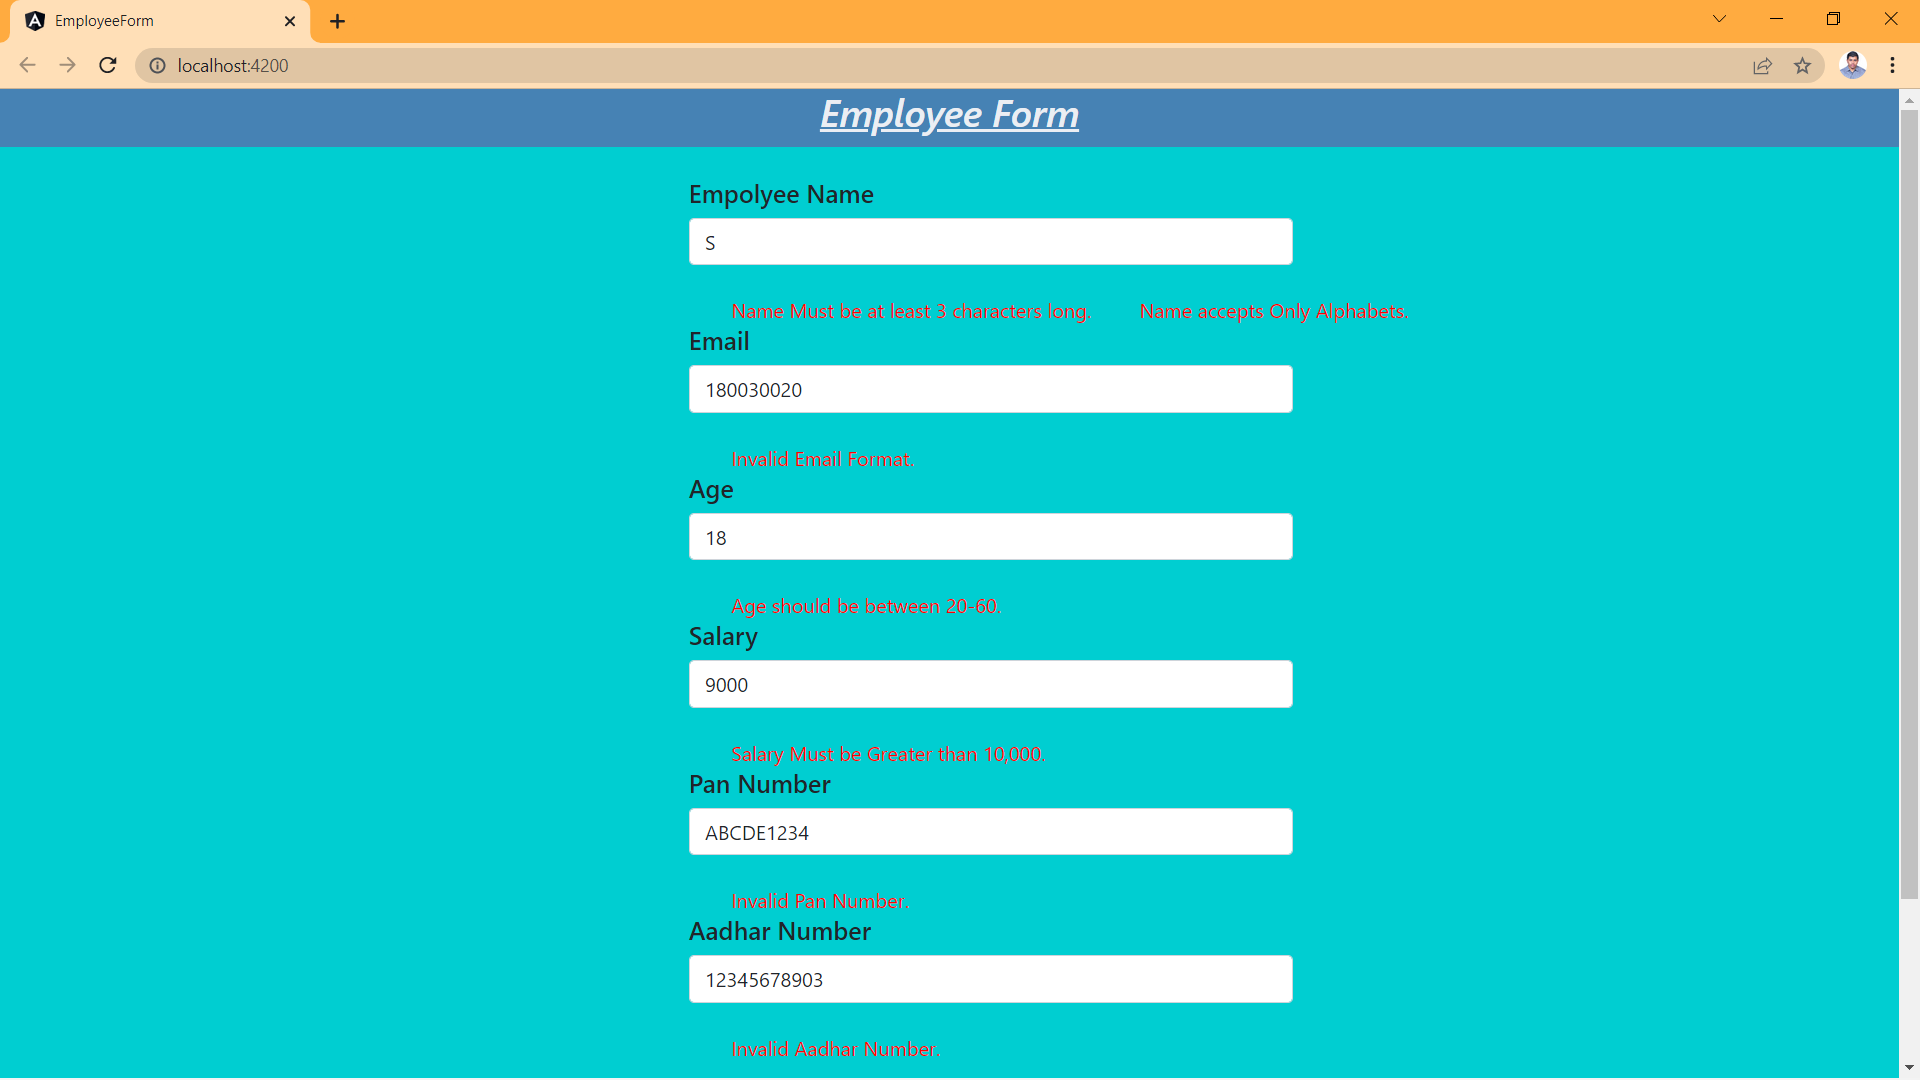 EmployeeForm
localhost:4200
Employee Form
Empolyee Name
S
Name Must be at least 3 characters long. Name accepts Only Alphabets.
Email
180030020
Invalid Email Format.
Age
18
Age should be between 20-60.
Salary
9000
Salary Must be Greater than 10,000.
Pan Number
ABCDE1234
Invalid Pan Number.
Aadhar Number
12345678903
Invalid Aadhar Number.